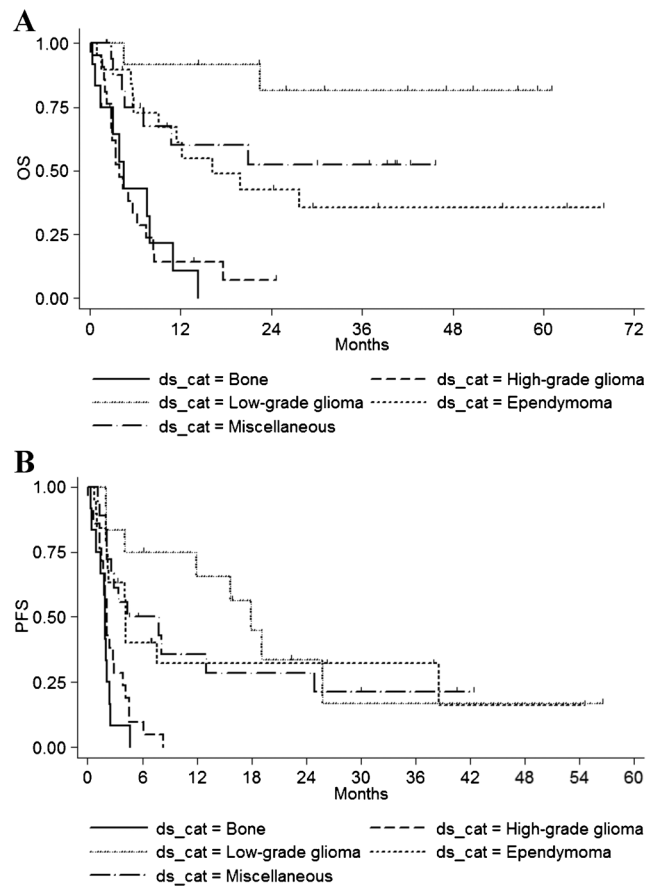 A
1.00
0.75
0.50
0.25
0.00
OS
0 12 24 36 48 60 72
Months
ds_cat = Bone ds_cat = High-grade glioma
ds_cat = Low-grade glioma ds_cat = Ependymoma
ds_cat = Miscellaneous
B
1.00
0.75
0.50
0.25
0.00
PFS
0 6 12 18 24 30 36 42 48 54 60
Months
ds_cat = Bone ds_cat = High-grade glioma
ds_cat = Low-grade glioma ds_cat = Ependymoma
ds_cat = Miscellaneous